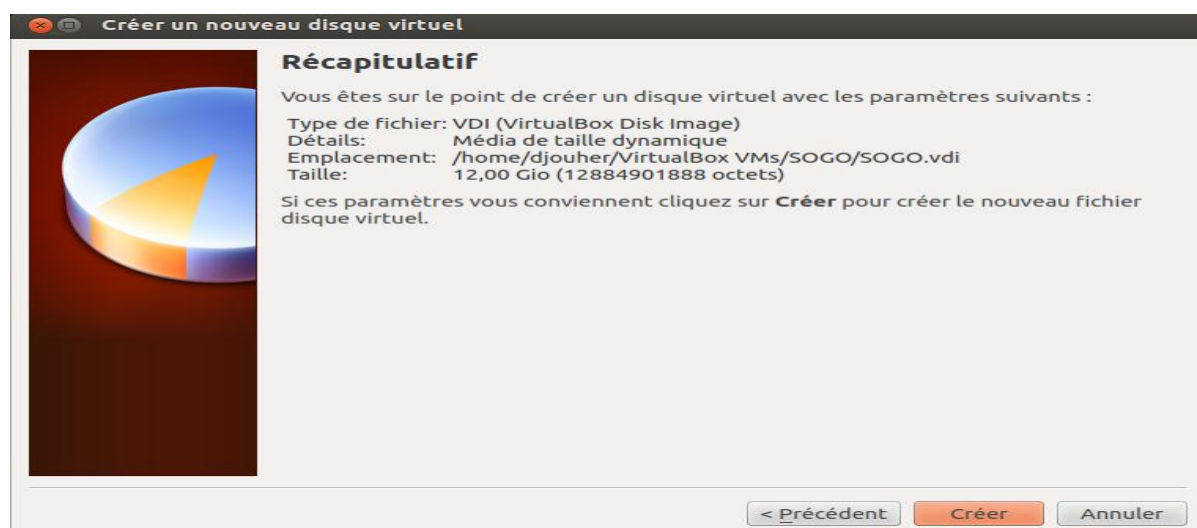 Créer un nouveau disque virtuel
Récapitulatif
Vous êtes sur le point de créer un disque virtuel avec les paramètres suivants :
Type de fichier: VDI (VirtualBox Disk Image)
Détails: Média de taille dynamique
Emplacement: /home/djouher/VirtualBox VMs/SOGO/SOGO.vdi
Taille: 12,00 Gio (12884901888 octets)
Si ces paramètres vous conviennent cliquez sur Créer pour créer le nouveau fichier
disque virtuel.
< Précédent Créer Annuler